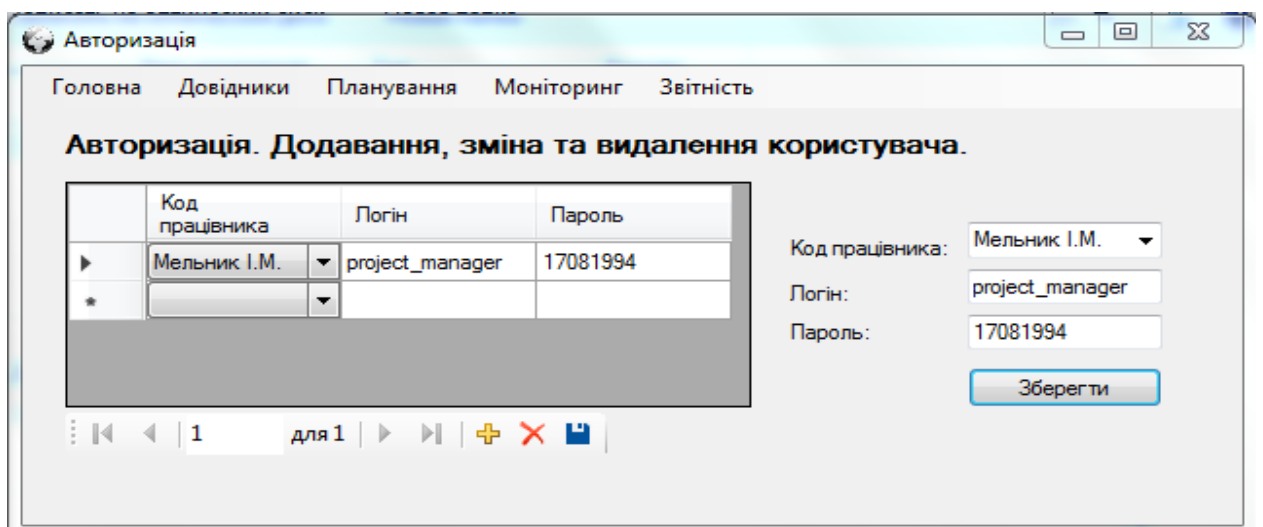 Авторизація
Головна Довідники Планування Моніторинг Звітність
Авторизація. Додавання, зміна та видалення користувача.
Код працівника Логін Пароль
Мельник І.М. project_manager 17081994
*
Код працівника: Мельник І.М.
Логін: project_manager
Пароль: 17081994
Зберегти
1 для 1